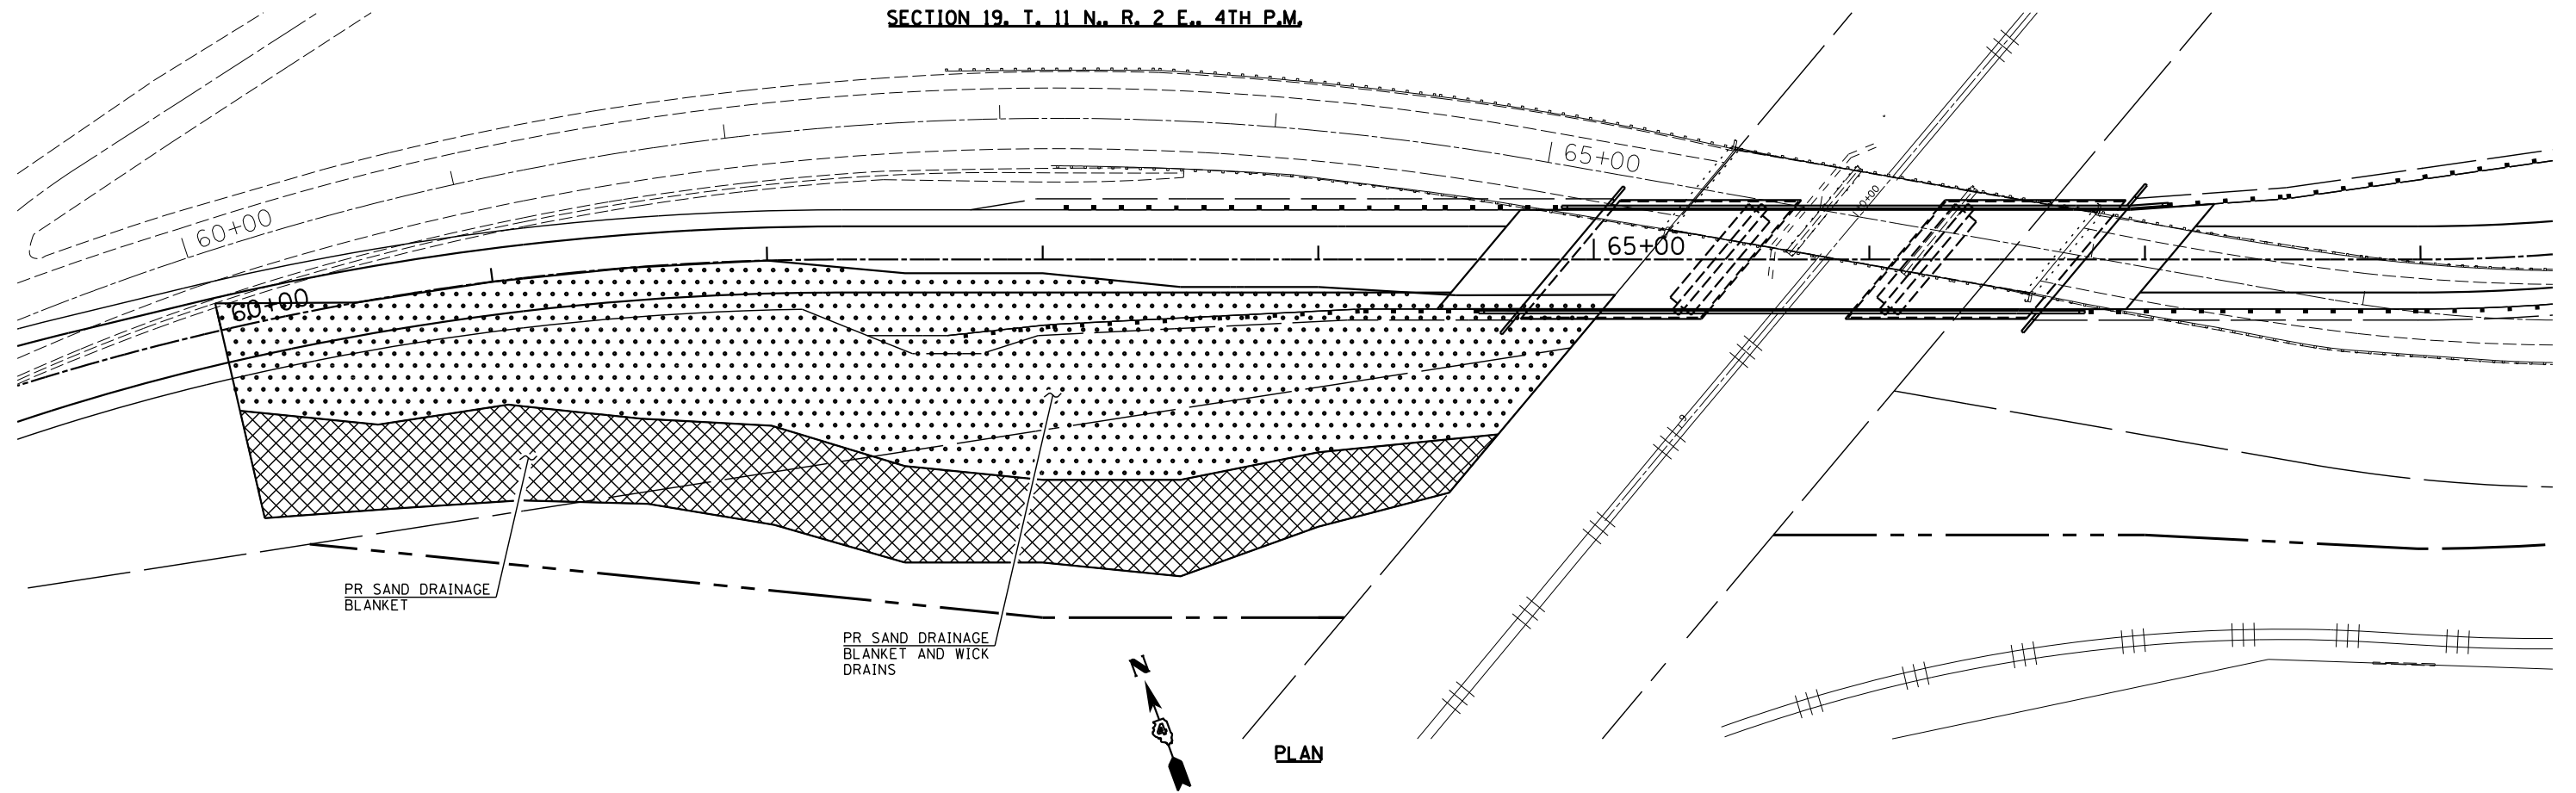 SECTION 19, T. 11 N., R. 2 E., 4TH P.M.
65+00
60+00
65+00
60+00
PR SAND DRAINAGE
BLANKET
PR SAND DRAINAGE
BLANKET AND WICK
DRAINS
N
PLAN